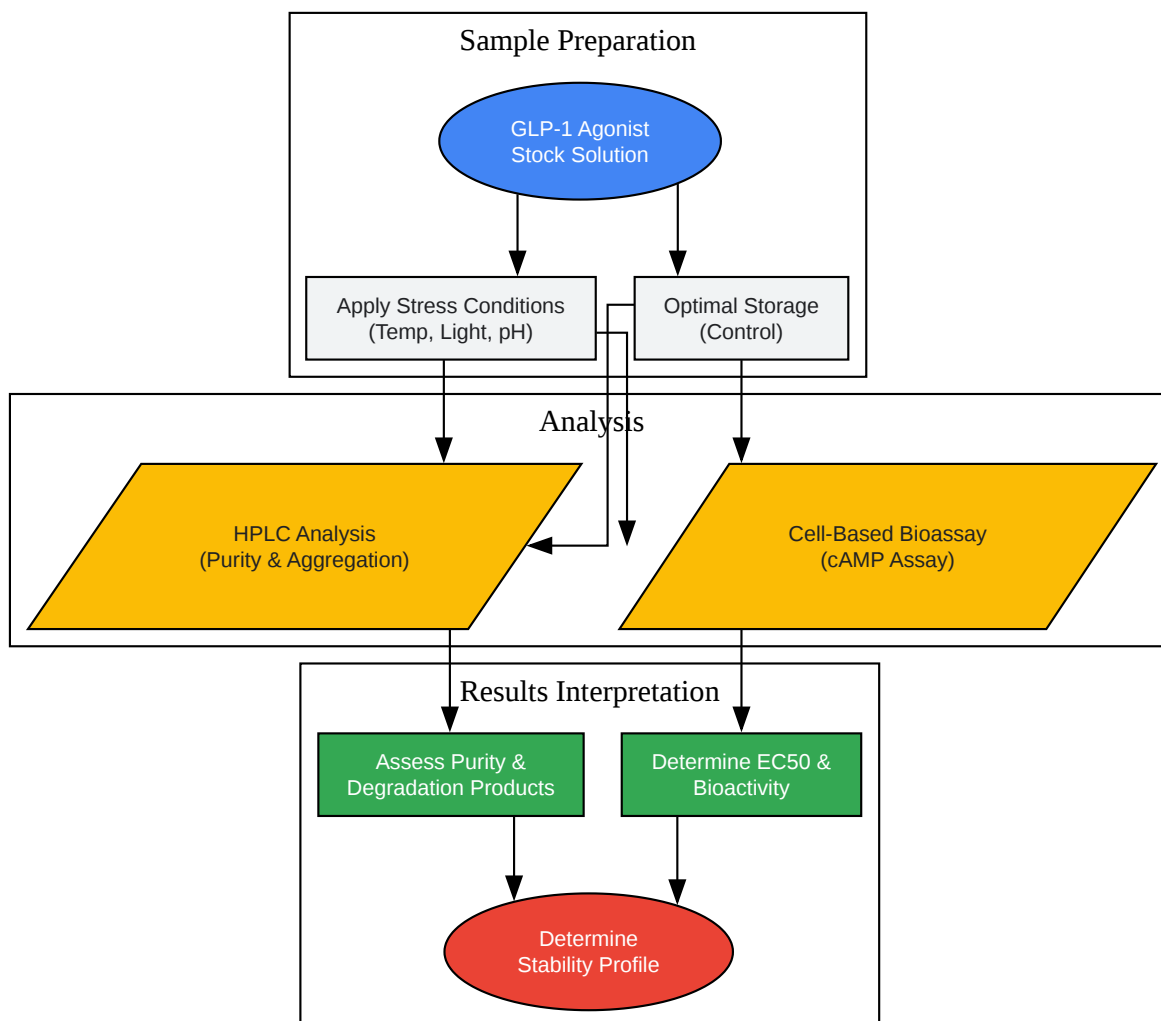 Sample Preparation
GLP-1 Agonist
Stock Solution
Apply Stress Conditions
(Temp, Light, pH)
Optimal Storage
(Control)
Analysis
HPLC Analysis
(Purity & Aggregation)
Cell-Based Bioassay
(cAMP Assay)
Results Interpretation
Assess Purity &
Degradation Products
Determine EC50 &
Bioactivity
Determine
Stability Profile